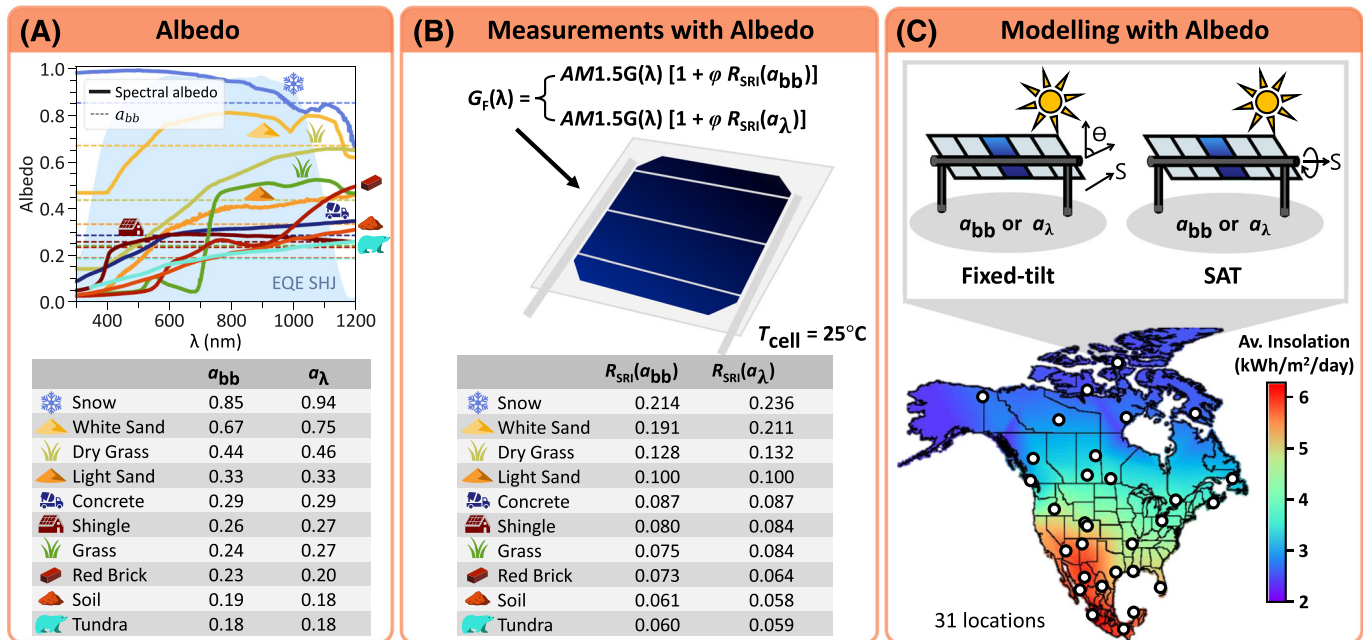 (A) Albedo
1.0
0.8
0.6
0.4
0.2
0.0
Albedo
Spectral albedo
a_bb
EQE SHJ
400 600 800 1000 1200
λ (nm)
a_bb a_λ
Snow 0.85 0.94
White Sand 0.67 0.75
Dry Grass 0.44 0.46
Light Sand 0.33 0.33
Concrete 0.29 0.29
Shingle 0.26 0.27
Grass 0.24 0.27
Red Brick 0.23 0.20
Soil 0.19 0.18
Tundra 0.18 0.18
(B) Measurements with Albedo
AM1.5G(λ) [1 + φ R_SRI(a_bb)]
G_F(λ) =
AM1.5G(λ) [1 + φ R_SRI(a_λ)]
T_cell = 25°C
R_SRI(a_bb) R_SRI(a_λ)
Snow 0.214 0.236
White Sand 0.191 0.211
Dry Grass 0.128 0.132
Light Sand 0.100 0.100
Concrete 0.087 0.087
Shingle 0.080 0.084
Grass 0.075 0.084
Red Brick 0.073 0.064
Soil 0.061 0.058
Tundra 0.060 0.059
(C) Modelling with Albedo
θ
S
a_bb or a_λ
Fixed-tilt
S
a_bb or a_λ
SAT
Av. Insolation
(kWh/m²/day)
6
5
4
3
2
31 locations